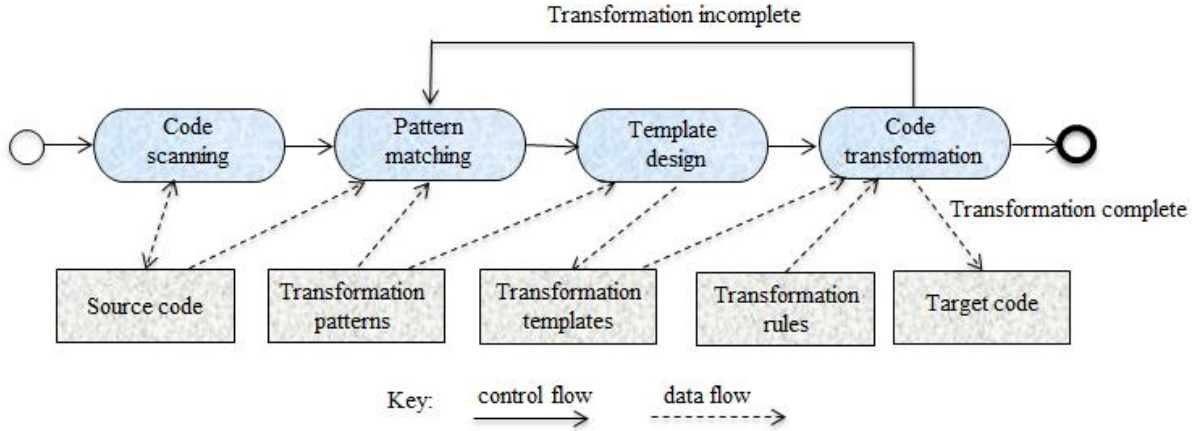 Transformation incomplete
Code
scanning
Pattern
matching
Template
design
Code
transformation
Transformation complete
Source code
Transformation
patterns
Transformation
templates
Transformation
rules
Target code
Key:
control flow
data flow